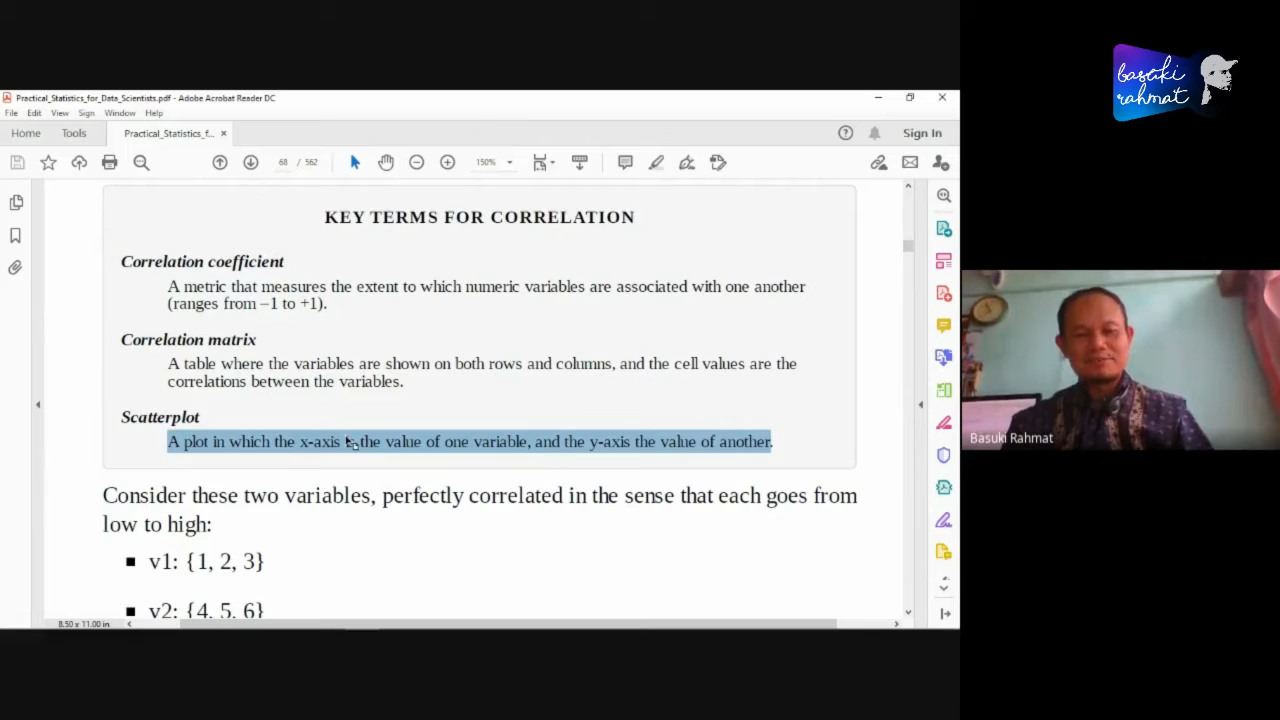 basuki
rahmat
Practical_Statistics_for_Data_Scientists.pdf - Adobe Acrobat Reader DC
File Edit View Sign Window Help
Home Tools Practical_Statistics_f... × Sign In
68 / 562 150%
KEY TERMS FOR CORRELATION
Correlation coefficient
A metric that measures the extent to which numeric variables are associated with one another
(ranges from −1 to +1).
Correlation matrix
A table where the variables are shown on both rows and columns, and the cell values are the
correlations between the variables.
Scatterplot
A plot in which the x-axis the value of one variable, and the y-axis the value of another.
Consider these two variables, perfectly correlated in the sense that each goes from
low to high:
■ v1: {1, 2, 3}
■ v2: {4, 5, 6}
8.50 x 11.00 in
Basuki Rahmat